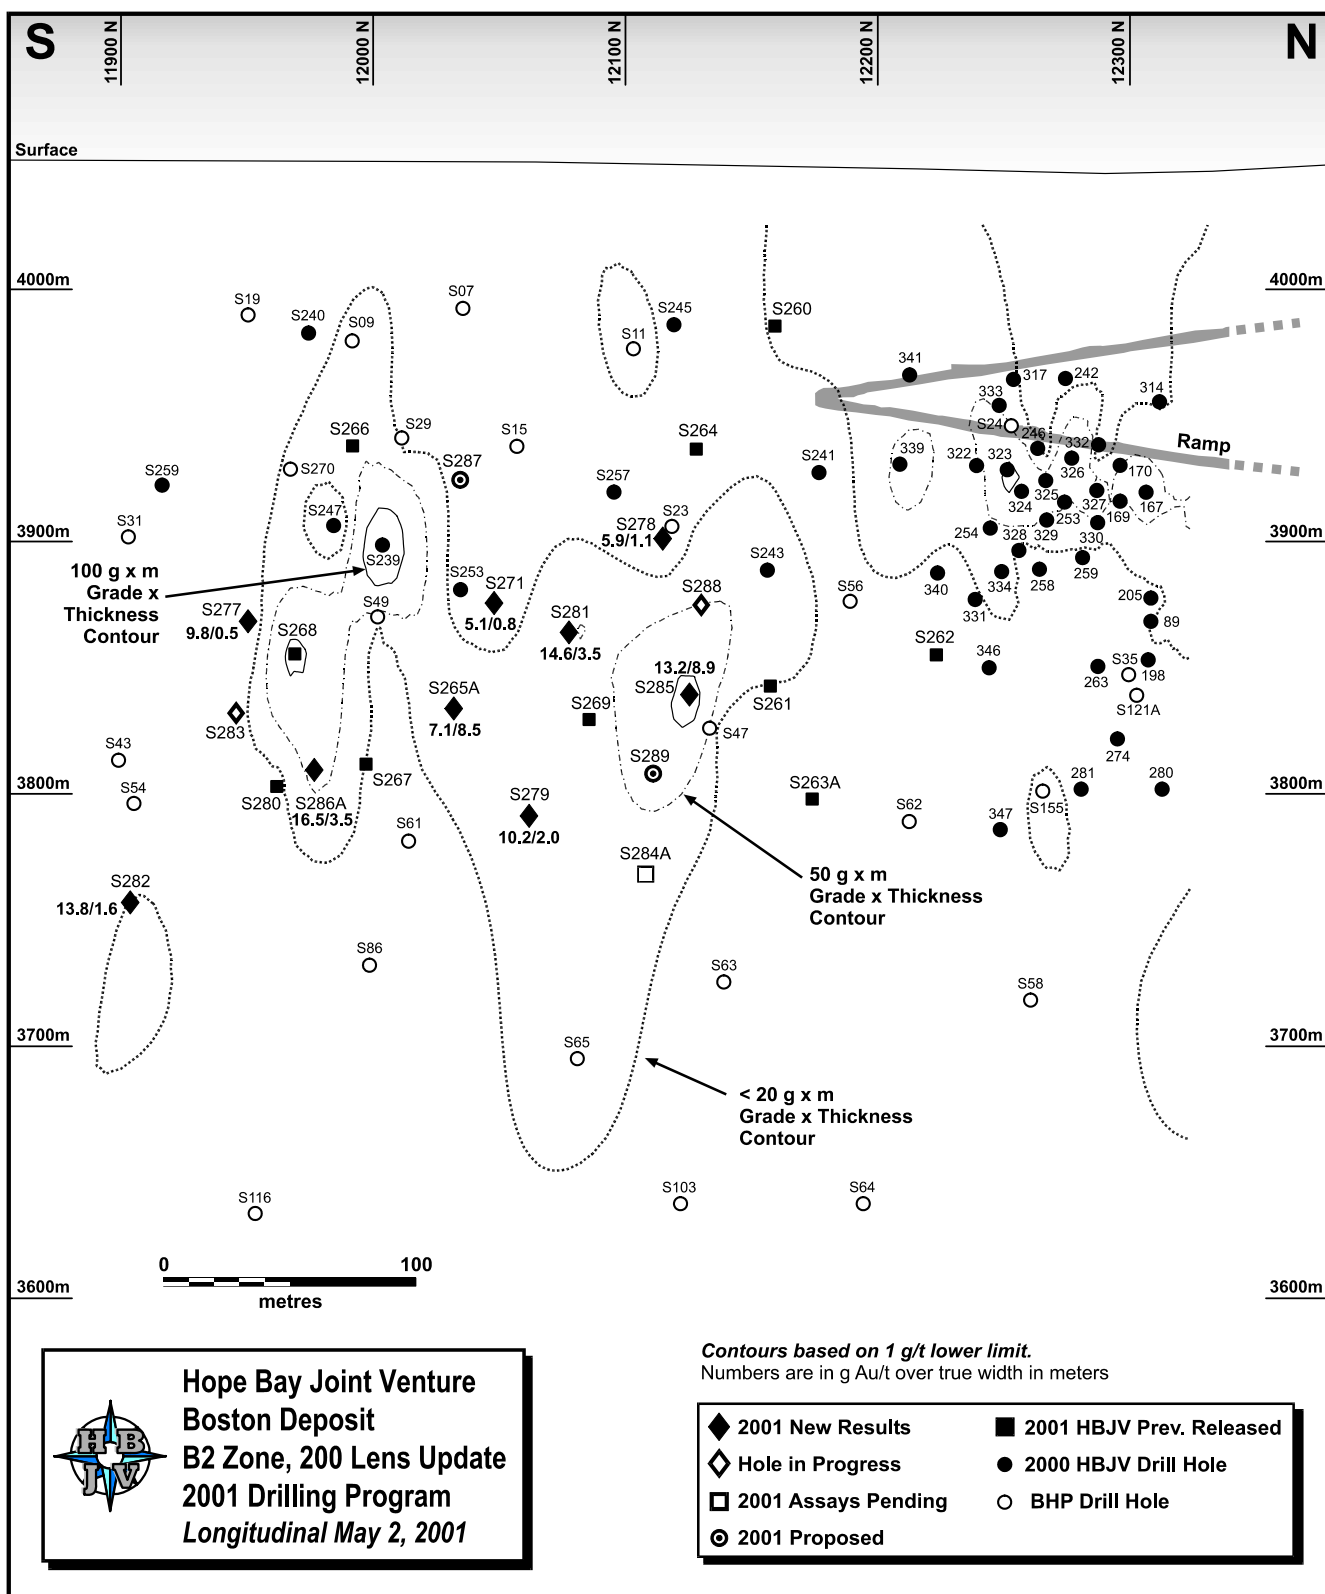 S
11900 N
12000 N
12100 N
12200 N
12300 N
N
Surface
4000m
4000m
S19
S240
S09
S07
S11
S245
S260
341
317
242
314
333
S24
246
332
Ramp
S266
S29
S15
S264
S287
S270
S259
S257
S241
339
322
323
326
170
S247
S31
S23
S278
5.9/1.1
324
325
253
327
169
167
3900m
3900m
S239
254
328
329
330
S243
100 g x m
Grade x
Thickness
Contour
S253
S271
5.1/0.8
S288
S56
340
334
258
259
331
205
89
S277
9.8/0.5
S49
S281
14.6/3.5
S268
S262
13.2/8.9
S285
346
263
S35
198
S121A
S265A
7.1/8.5
S269
S261
S283
S47
274
S43
S289
S54
S267
3800m
3800m
S280
S286A
16.5/3.5
S279
10.2/2.0
S263A
S62
281
280
S155
347
S61
S284A
S282
13.8/1.6
50 g x m
Grade x Thickness
Contour
S86
S63
S58
3700m
3700m
S65
< 20 g x m
Grade x Thickness
Contour
S116
S103
S64
0
100
metres
3600m
3600m
Contours based on 1 g/t lower limit.
Numbers are in g Au/t over true width in meters
HB
JV
Hope Bay Joint Venture
Boston Deposit
B2 Zone, 200 Lens Update
2001 Drilling Program
Longitudinal May 2, 2001
2001 New Results
2001 HBJV Prev. Released
Hole in Progress
2000 HBJV Drill Hole
2001 Assays Pending
BHP Drill Hole
2001 Proposed